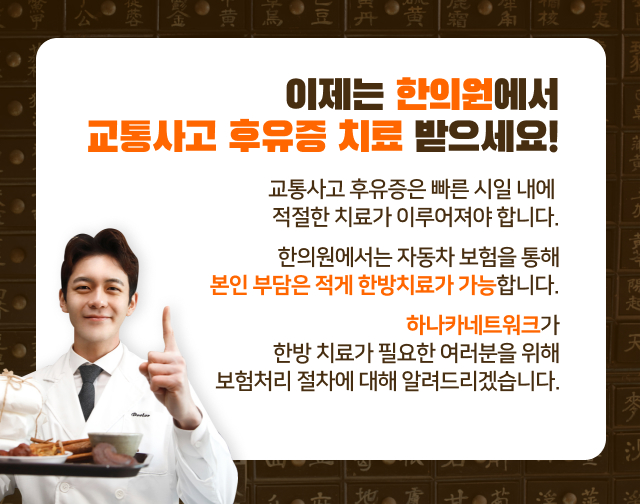 이제는 한의원에서
교통사고 후유증 치료 받으세요!
교통사고 후유증은 빠른 시일 내에
적절한 치료가 이루어져야 합니다.
한의원에서는 자동차 보험을 통해
본인 부담은 적게 한방치료가 가능합니다.
하나카네트워크가
한방 치료가 필요한 여러분을 위해
보험처리 절차에 대해 알려드리겠습니다.
Doctor